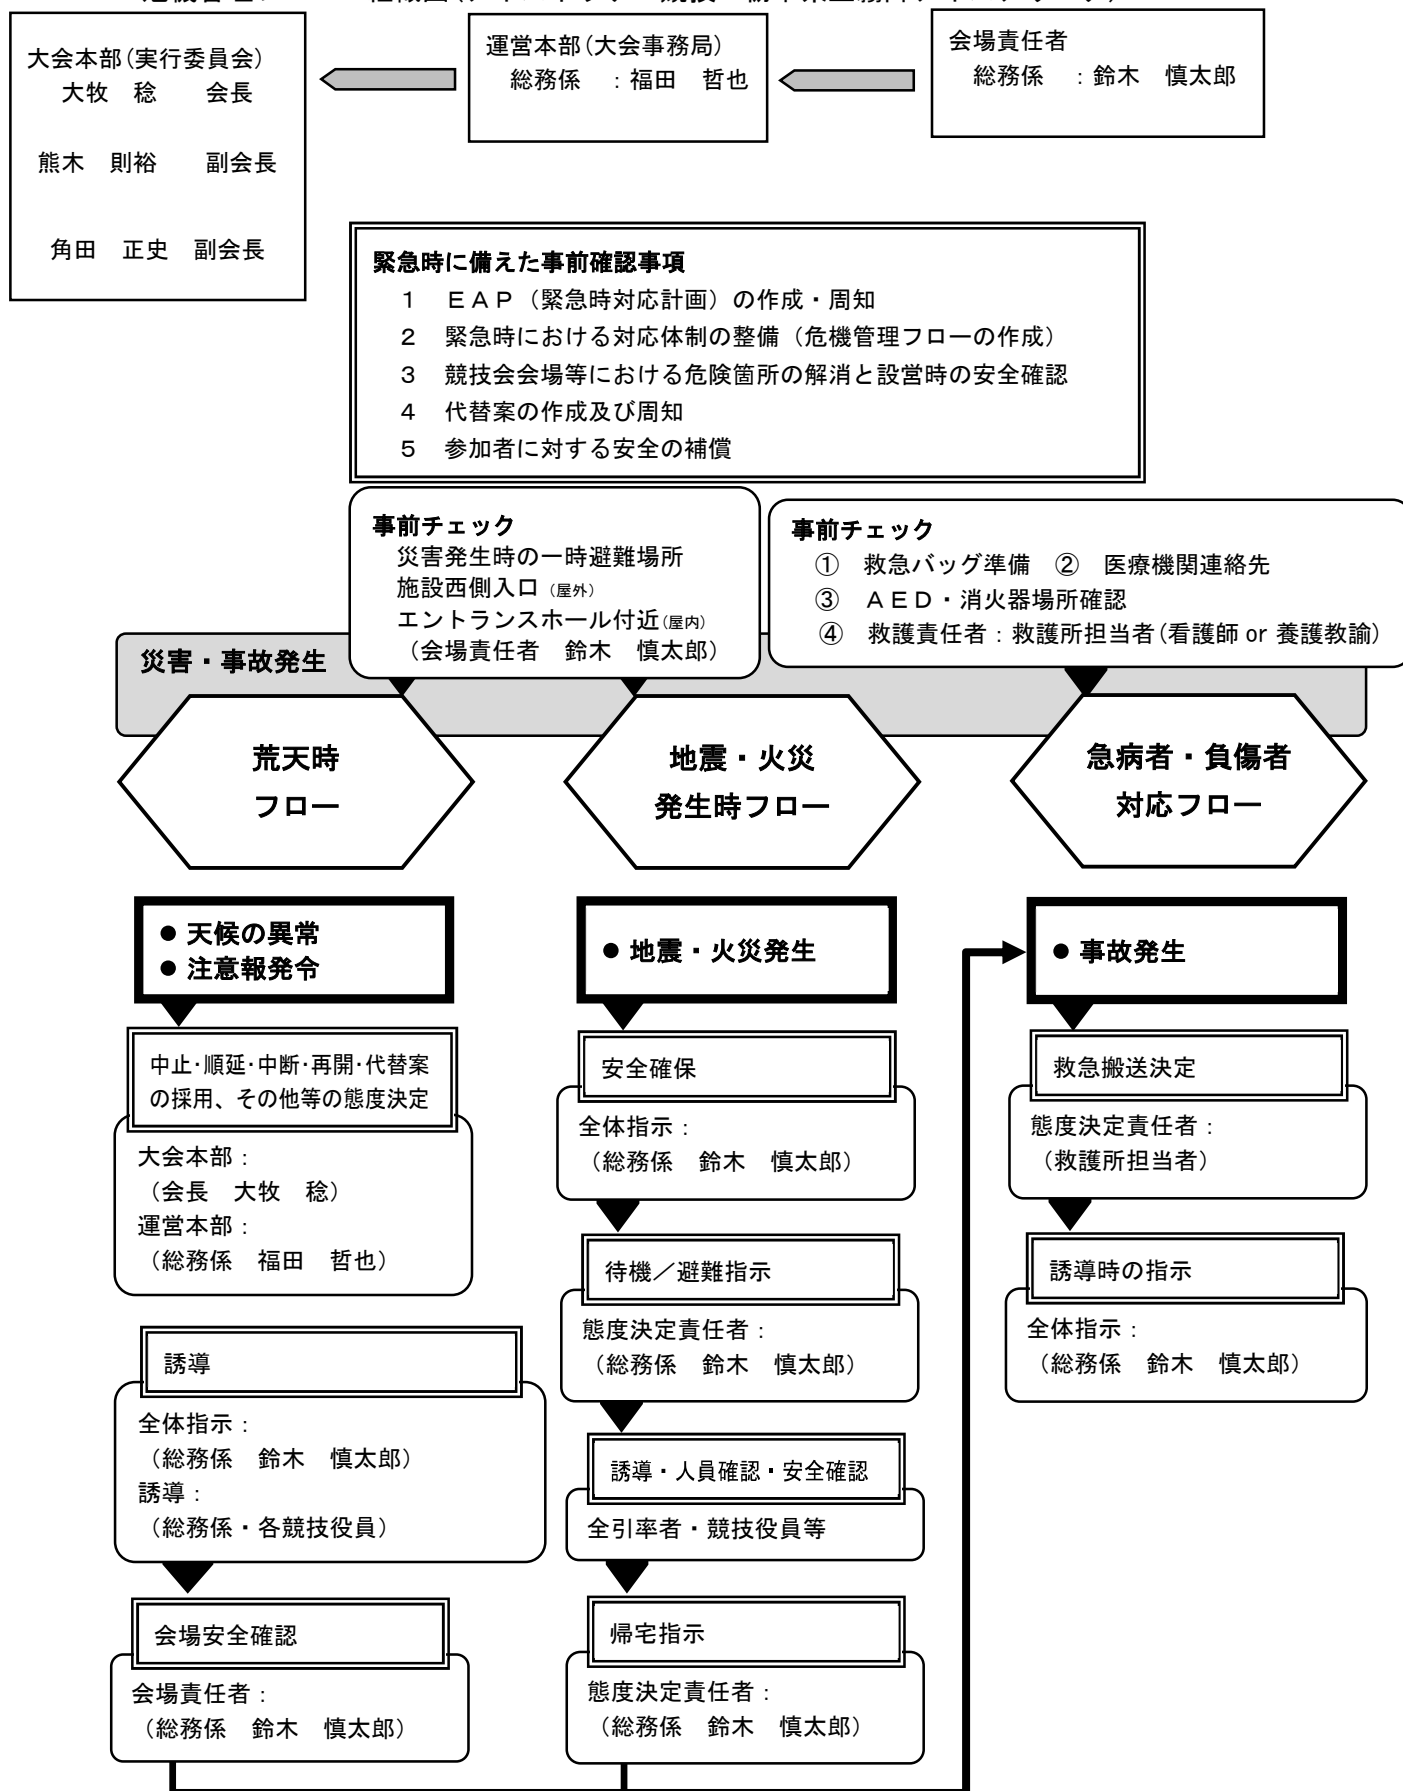 大会本部(実行委員会)
大牧　稔　　会長
熊木　則裕　　副会長
角田　正史　副会長
運営本部(大会事務局)
総務係　：福田　哲也
会場責任者
総務係　：鈴木　慎太郎
緊急時に備えた事前確認事項
１　ＥＡＰ（緊急時対応計画）の作成・周知
２　緊急時における対応体制の整備（危機管理フローの作成）
３　競技会会場等における危険箇所の解消と設営時の安全確認
４　代替案の作成及び周知
５　参加者に対する安全の補償
事前チェック
災害発生時の一時避難場所
施設西側入口（屋外）
エントランスホール付近(屋内)
（会場責任者　鈴木　慎太郎）
事前チェック
①　救急バッグ準備　②　医療機関連絡先
③　ＡＥＤ・消火器場所確認
④　救護責任者：救護所担当者(看護師 or 養護教諭)
災害・事故発生
荒天時
フロー
地震・火災
発生時フロー
急病者・負傷者
対応フロー
● 天候の異常
● 注意報発令
中止･順延･中断･再開･代替案
の採用、その他等の態度決定
大会本部：
（会長　大牧　稔）
運営本部：
（総務係　福田　哲也）
誘導
全体指示：
（総務係　鈴木　慎太郎）
誘導：
（総務係・各競技役員）
会場安全確認
会場責任者：
（総務係　鈴木　慎太郎）
● 地震・火災発生
安全確保
全体指示：
（総務係　鈴木　慎太郎）
待機／避難指示
態度決定責任者：
（総務係　鈴木　慎太郎）
誘導・人員確認・安全確認
全引率者・競技役員等
帰宅指示
態度決定責任者：
（総務係　鈴木　慎太郎）
● 事故発生
救急搬送決定
態度決定責任者：
（救護所担当者）
誘導時の指示
全体指示：
（総務係　鈴木　慎太郎）